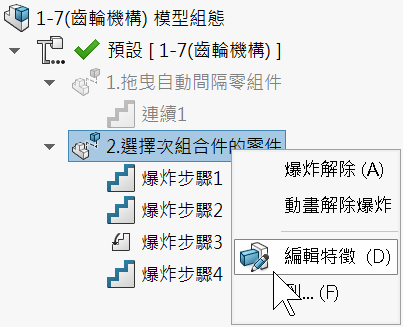 1-7(齒輪機構) 模型組態
預設 [ 1-7(齒輪機構) ]
1.拖曳自動間隔零組件
連續1
2.選擇次組合件的零件
爆炸步驟1
爆炸步驟2
爆炸步驟3
爆炸步驟4
爆炸解除 (A)
動畫解除爆炸
編輯特徵 (D)
到... (F)